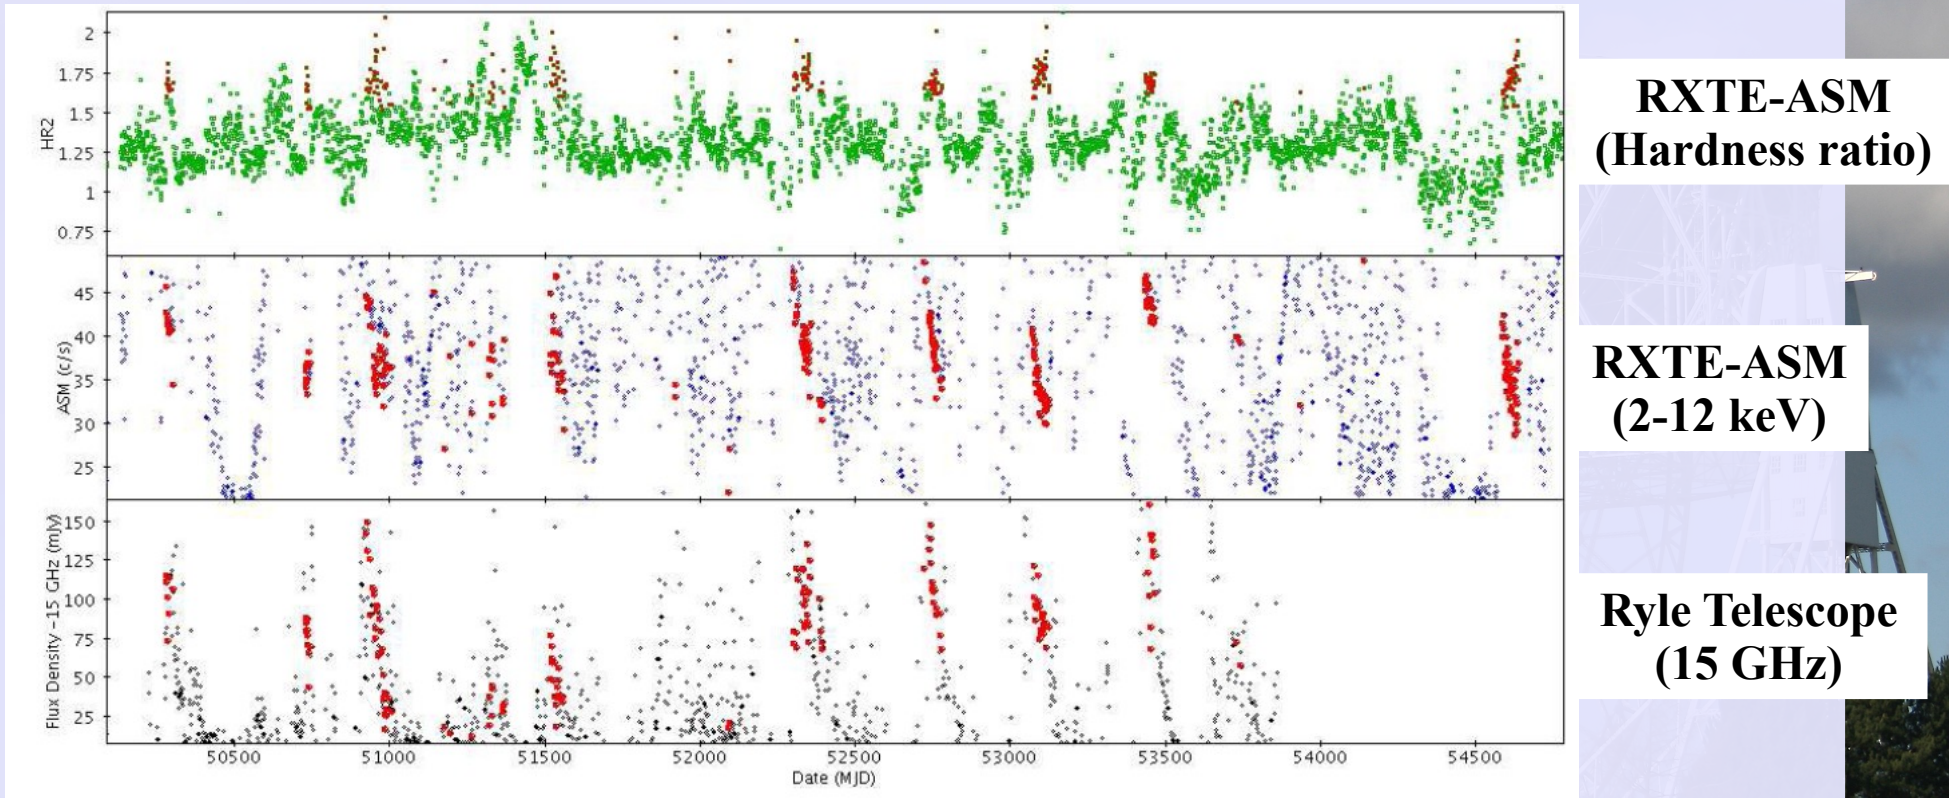 2
1.75
1.5
1.25
1
0.75
HR2
45
40
35
30
25
ASM (c/s)
150
125
100
75
50
25
Flux Density - 15 GHz (mJy)
50500 51000 51500 52000 52500 53000 53500 54000 54500
Date (MJD)
RXTE-ASM
(Hardness ratio)
RXTE-ASM
(2-12 keV)
Ryle Telescope
(15 GHz)